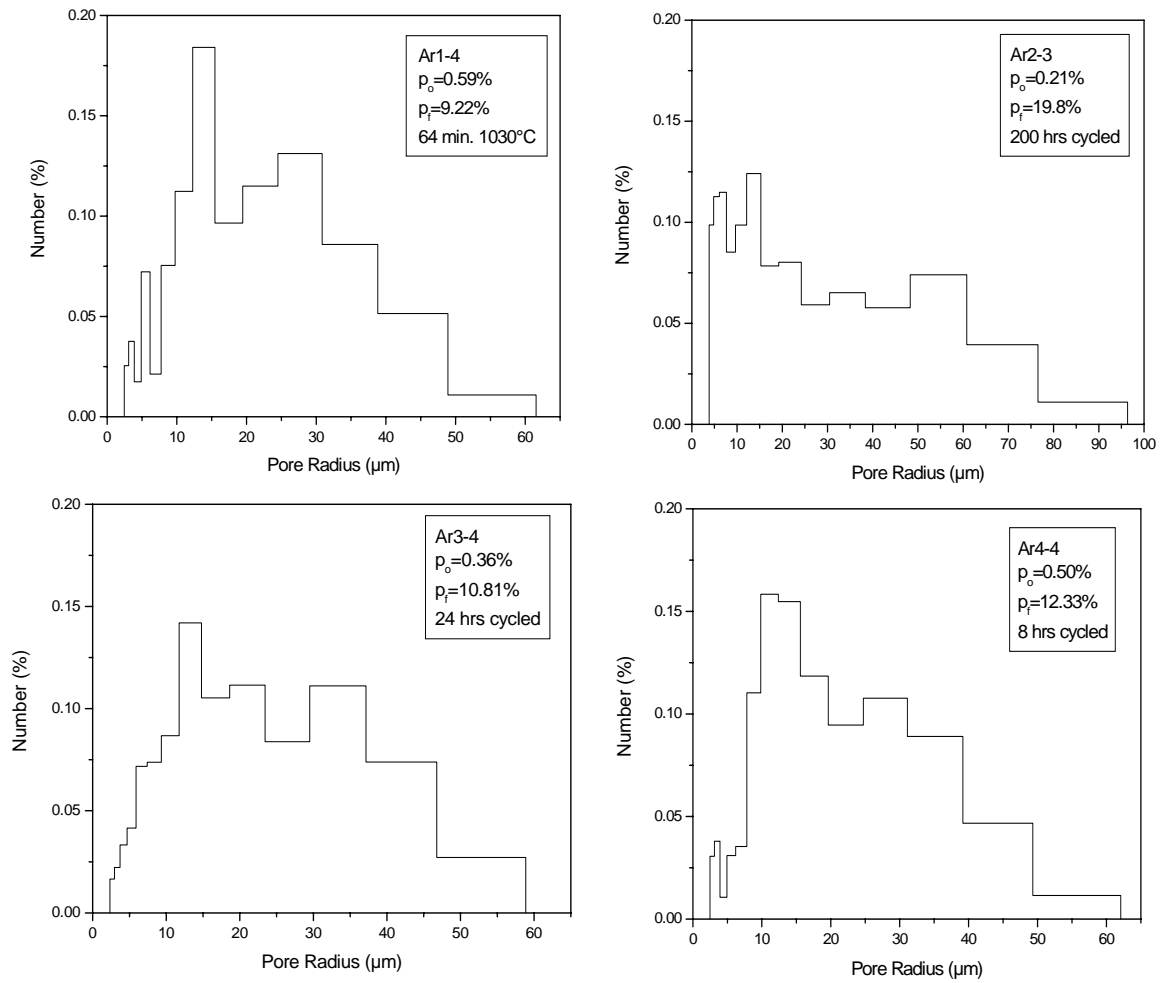 0.20
0.15
0.10
0.05
0.00
Number (%)
0 10 20 30 40 50 60
Pore Radius (µm)
Ar1-4
pₒ=0.59%
p_f=9.22%
64 min. 1030°C
0.20
0.15
0.10
0.05
0.00
Number (%)
0 10 20 30 40 50 60 70 80 90 100
Pore Radius (µm)
Ar2-3
pₒ=0.21%
p_f=19.8%
200 hrs cycled
0.20
0.15
0.10
0.05
0.00
Number (%)
0 10 20 30 40 50 60
Pore Radius (µm)
Ar3-4
pₒ=0.36%
p_f=10.81%
24 hrs cycled
0.20
0.15
0.10
0.05
0.00
Number (%)
0 10 20 30 40 50 60
Pore Radius (µm)
Ar4-4
pₒ=0.50%
p_f=12.33%
8 hrs cycled